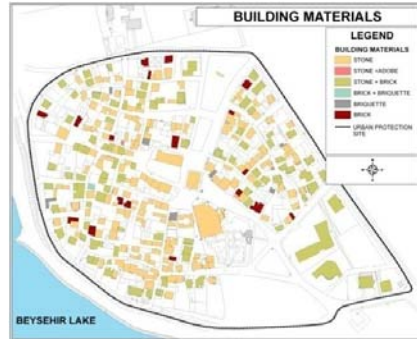 BUILDING MATERIALS
LEGEND
BUILDING MATERIALS
STONE
STONE +ADOBE
STONE + BRICK
BRICK + BRIQUETTE
BRIQUETTE
BRICK
URBAN PROTECTION
SITE
BEYSEHIR LAKE